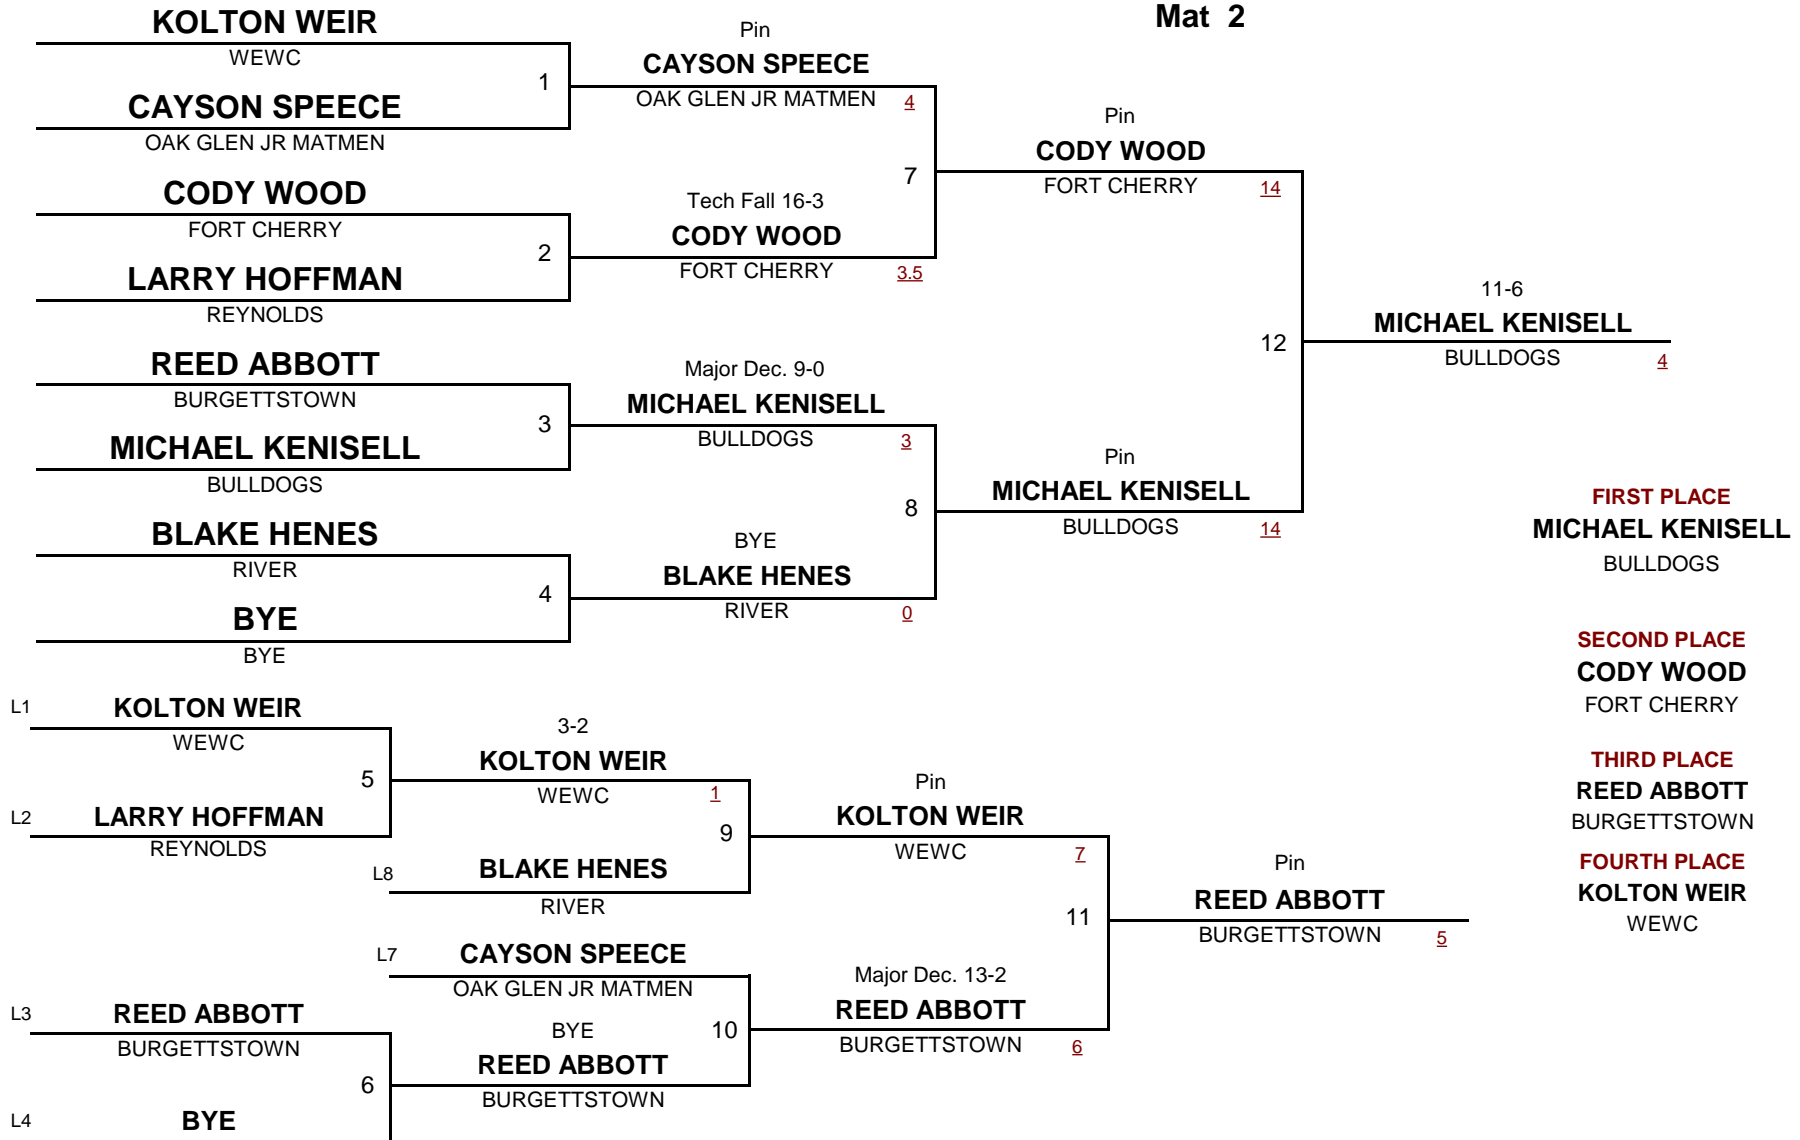 Mat 2
KOLTON WEIR
WEWC
1
CAYSON SPEECE
OAK GLEN JR MATMEN
CODY WOOD
FORT CHERRY
2
LARRY HOFFMAN
REYNOLDS
REED ABBOTT
BURGETTSTOWN
3
MICHAEL KENISELL
BULLDOGS
BLAKE HENES
RIVER
4
BYE
BYE
Pin
CAYSON SPEECE
OAK GLEN JR MATMEN 4
7
Tech Fall 16-3
CODY WOOD
FORT CHERRY 3.5
Major Dec. 9-0
MICHAEL KENISELL
BULLDOGS 3
8
BYE
BLAKE HENES
RIVER 0
Pin
CODY WOOD
FORT CHERRY 14
12
Pin
MICHAEL KENISELL
BULLDOGS 14
11-6
MICHAEL KENISELL
BULLDOGS 4
FIRST PLACE
MICHAEL KENISELL
BULLDOGS
SECOND PLACE
CODY WOOD
FORT CHERRY
THIRD PLACE
REED ABBOTT
BURGETTSTOWN
FOURTH PLACE
KOLTON WEIR
WEWC
L1 KOLTON WEIR
WEWC
5
L2 LARRY HOFFMAN
REYNOLDS
3-2
KOLTON WEIR
WEWC 1
9
L8 BLAKE HENES
RIVER
L7 CAYSON SPEECE
OAK GLEN JR MATMEN
L3 REED ABBOTT
BURGETTSTOWN
6
L4 BYE
BYE
10
REED ABBOTT
BURGETTSTOWN
Pin
KOLTON WEIR
WEWC 7
11
Major Dec. 13-2
REED ABBOTT
BURGETTSTOWN 6
Pin
REED ABBOTT
BURGETTSTOWN 5